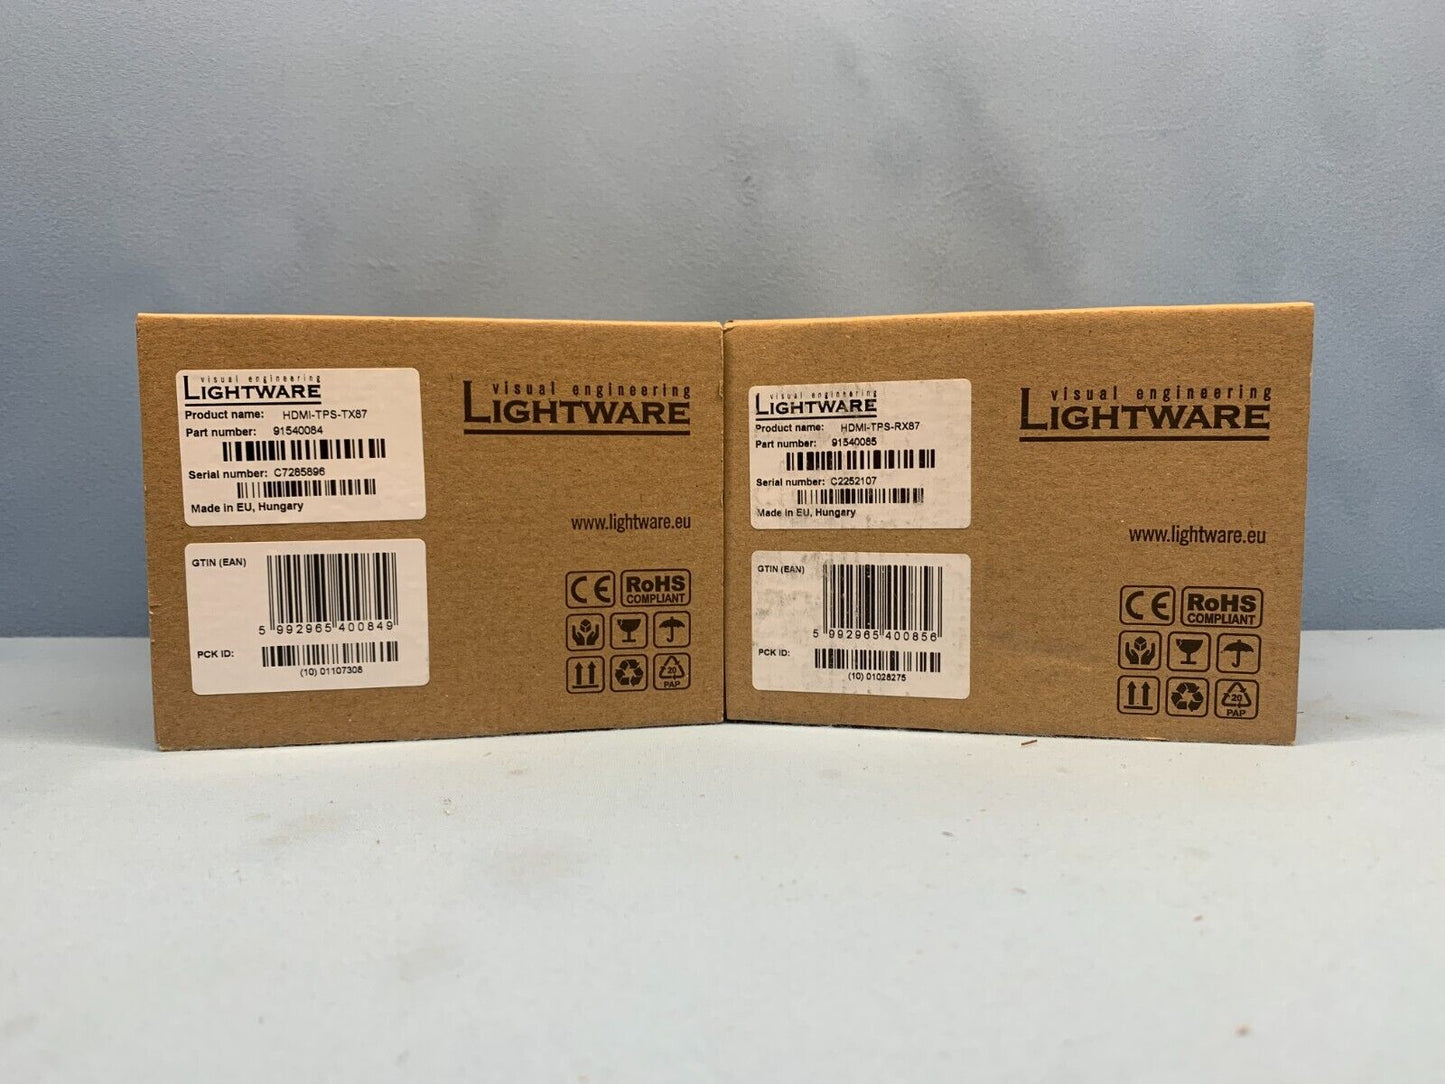 visual engineering
LIGHTWARE
Product name: HDMI-TPS-TX87
Part number: 91540084
Serial number: C7285896
Made in EU, Hungary
GTIN (EAN)
5 992965 400849
PCK ID:
(10) 01107308
visual engineering
LIGHTWARE
www.lightware.eu
CE
RoHS
COMPLIANT
20
PAP
visual engineering
LIGHTWARE
Product name: HDMI-TPS-RX87
Part number: 91540085
Serial number: C2252107
Made in EU, Hungary
GTIN (EAN)
5 992965 400856
PCK ID:
(10) 01028275
visual engineering
LIGHTWARE
www.lightware.eu
CE
RoHS
COMPLIANT
20
PAP